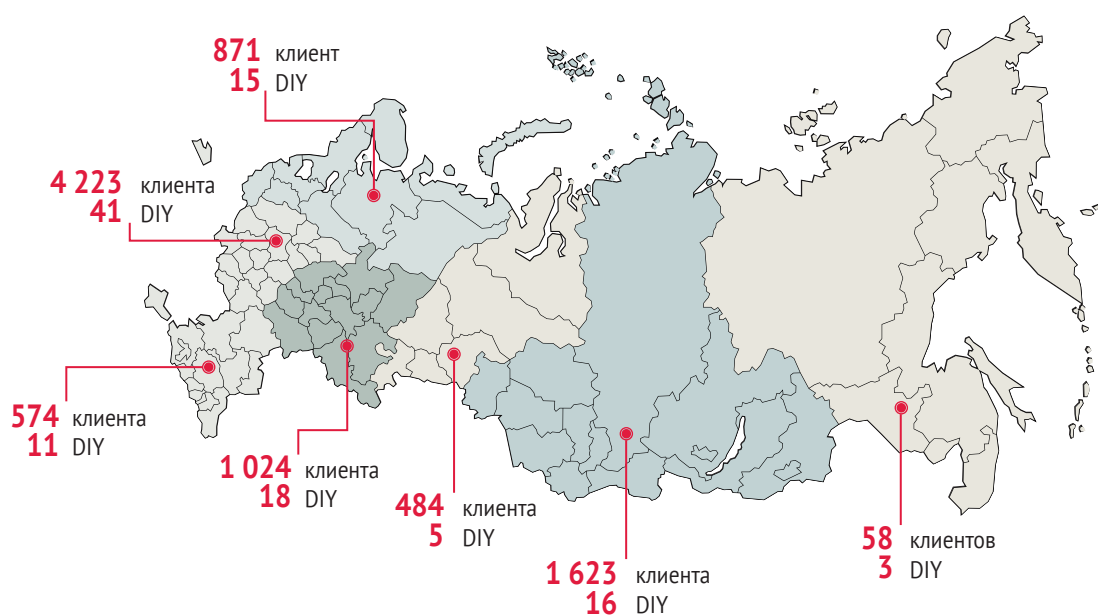 871 клиент
15 DIY
4 223 клиента
41 DIY
574 клиента
11 DIY
1 024 клиента
18 DIY
484 клиента
5 DIY
1 623 клиента
16 DIY
58 клиентов
3 DIY